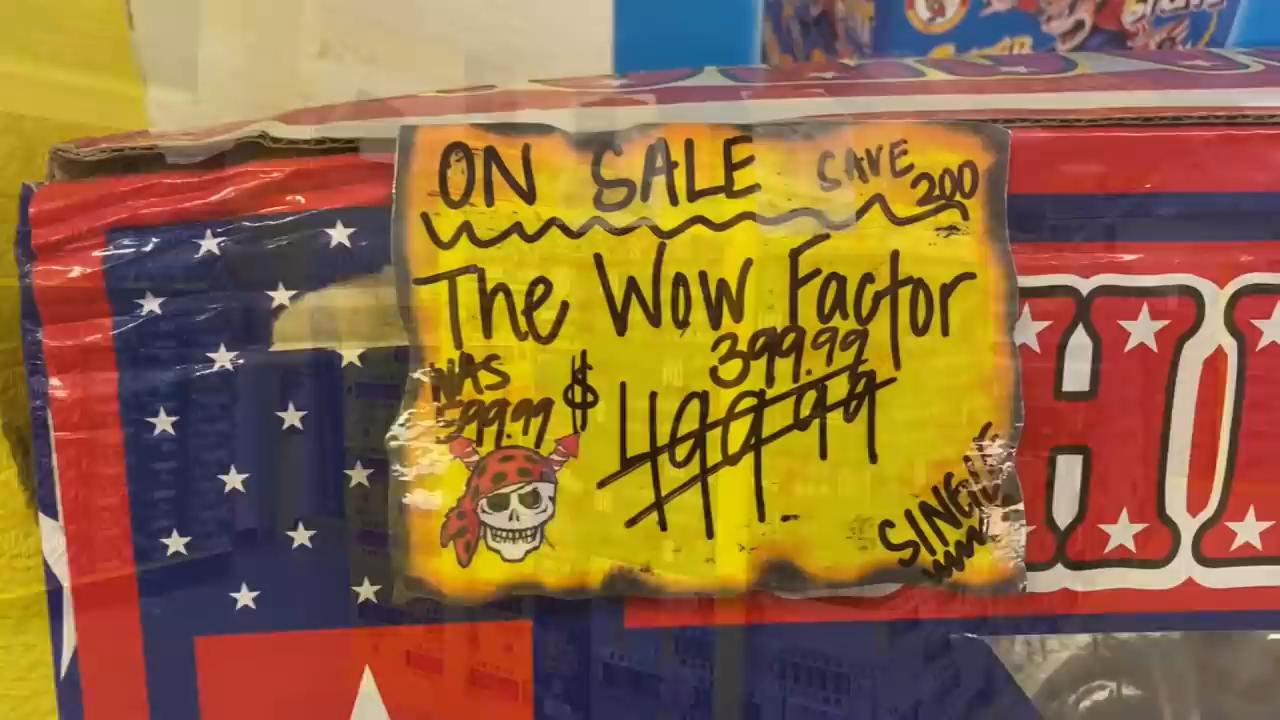 ON SALE SAVE 200
The Wow Factor
399.99
WAS $ 499.99
599.99
SINGLE
H